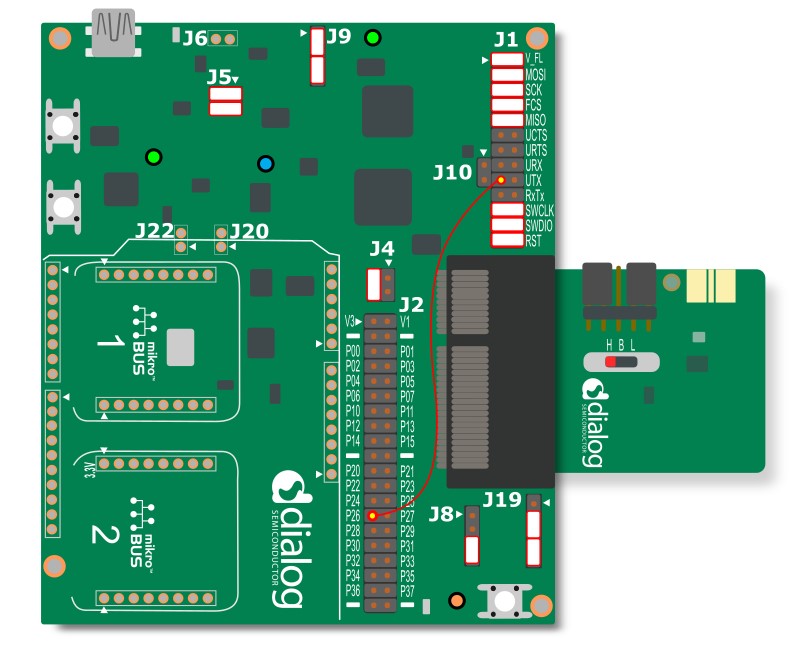 J6
J9
J1
V_FL
MOSI
SCK
FCS
MISO
UCTS
URTS
URX
UTX
RxTx
SWCLK
SWDIO
RST
J5
J10
J22
J20
J4
J2
V3
V1
P00
P01
P02
P03
P04
P05
P06
P07
P10
P11
P12
P13
P14
P15
P20
P21
P22
P23
P24
P25
P26
P27
P28
P29
P30
P31
P32
P33
P34
P35
P36
P37
1
mikro™
BUS
3.3V
2
mikro™
BUS
dialog
SEMICONDUCTOR
J8
J19
H B L
dialog
SEMICONDUCTOR